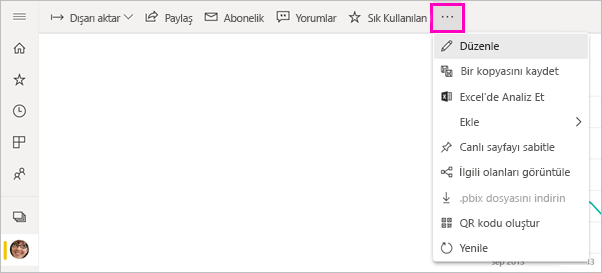 Dışarı aktar Paylaş Abonelik Yorumlar Sık Kullanılan ...
Düzenle
Bir kopyasını kaydet
Excel'de Analiz Et
Ekle
Canlı sayfayı sabitle
İlgili olanları görüntüle
.pbix dosyasını indirin
QR kodu oluştur
Yenile
Sep 2013